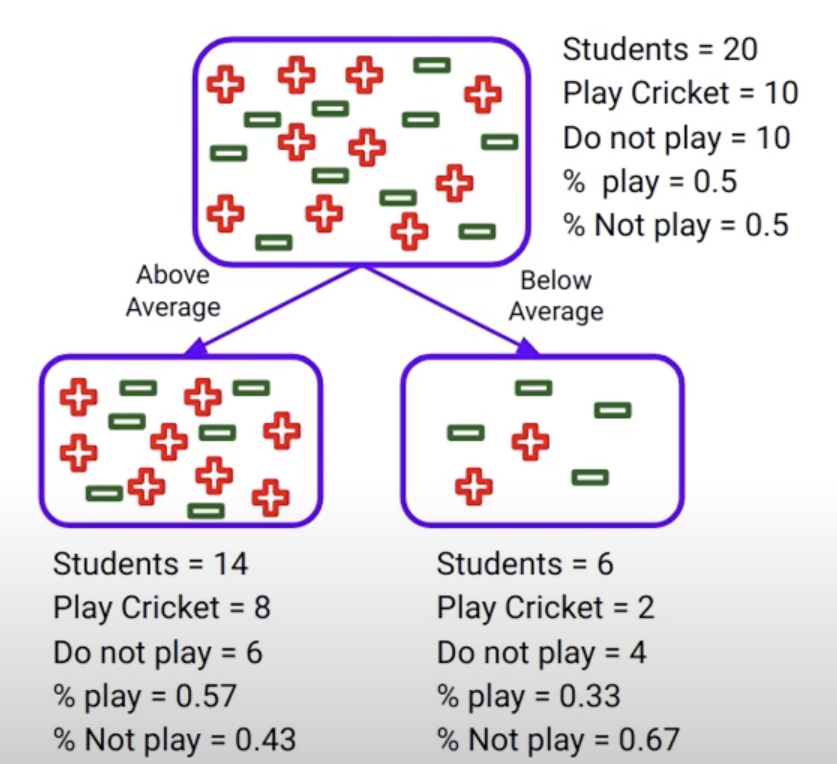 Students = 20
Play Cricket = 10
Do not play = 10
% play = 0.5
% Not play = 0.5
Above
Average
Below
Average
Students = 14
Play Cricket = 8
Do not play = 6
% play = 0.57
% Not play = 0.43
Students = 6
Play Cricket = 2
Do not play = 4
% play = 0.33
% Not play = 0.67